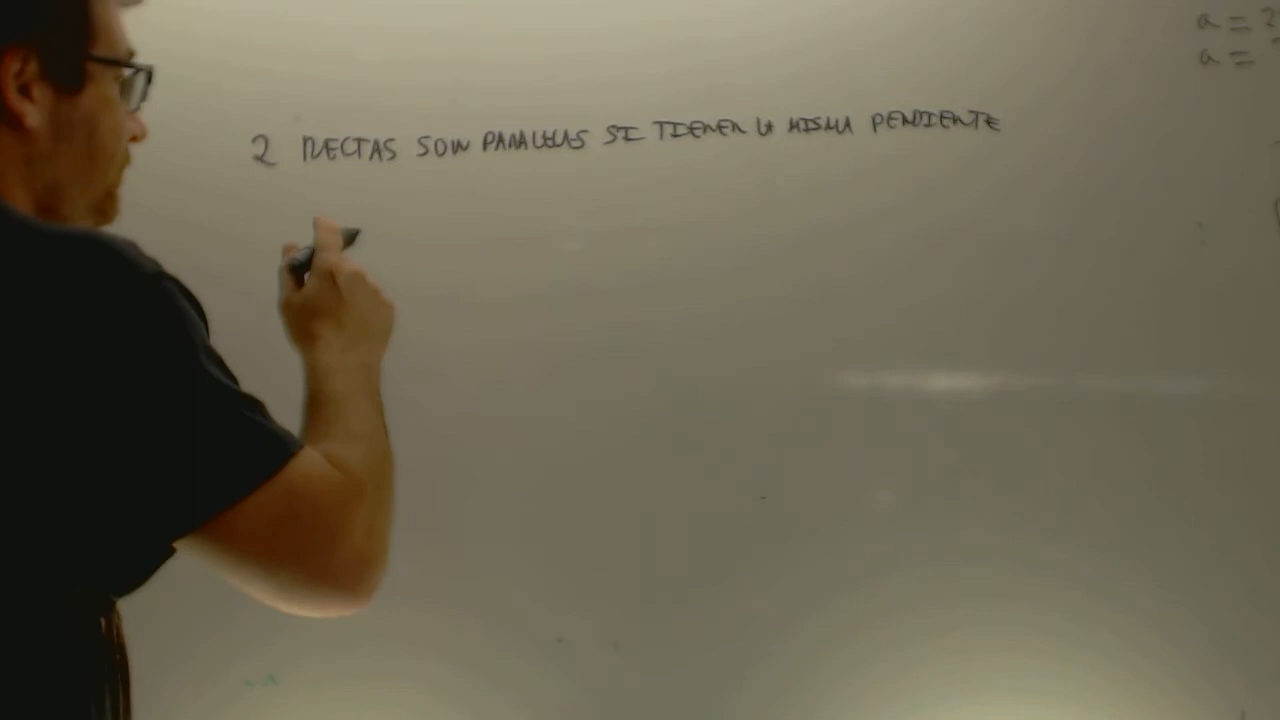 2 RECTAS SON PARALELAS SI TIENEN LA MISMA PENDIENTE
a =
a =